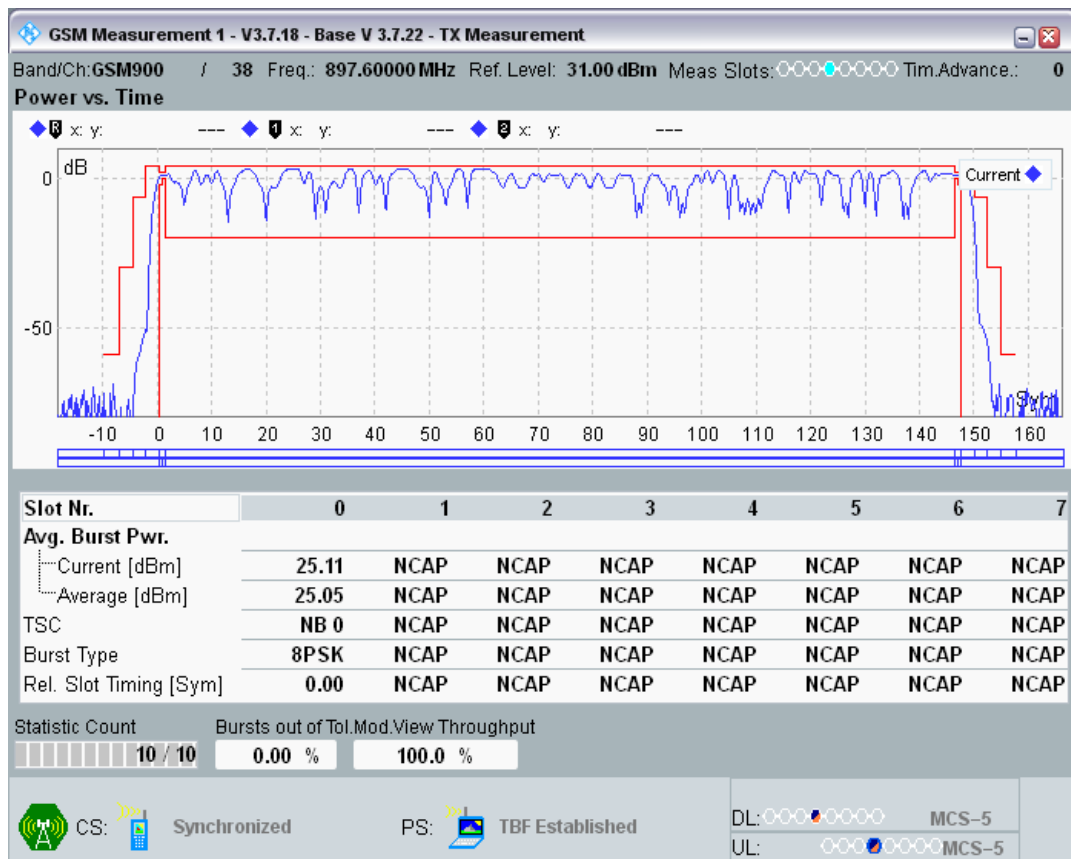 GSM Measurement 1 - V3.7.18 - Base V 3.7.22 - TX Measurement
Band/Ch:GSM900 / 38 Freq.: 897.60000 MHz Ref. Level: 31.00 dBm Meas Slots: Tim.Advance.: 0
Power vs. Time
R x: y: --- 1 x: y: --- 2 x: y: ---
dB
Current
0
-50
Sym
-10 0 10 20 30 40 50 60 70 80 90 100 110 120 130 140 150 160
Slot Nr. 0 1 2 3 4 5 6 7
Avg. Burst Pwr.
Current [dBm] 25.11 NCAP NCAP NCAP NCAP NCAP NCAP NCAP
Average [dBm] 25.05 NCAP NCAP NCAP NCAP NCAP NCAP NCAP
TSC NB 0 NCAP NCAP NCAP NCAP NCAP NCAP NCAP
Burst Type 8PSK NCAP NCAP NCAP NCAP NCAP NCAP NCAP
Rel. Slot Timing [Sym] 0.00 NCAP NCAP NCAP NCAP NCAP NCAP NCAP
Statistic Count Bursts out of Tol.Mod.View Throughput
10 / 10 0.00 % 100.0 %
CS: Synchronized PS: TBF Established
DL: MCS-5
UL: MCS-5